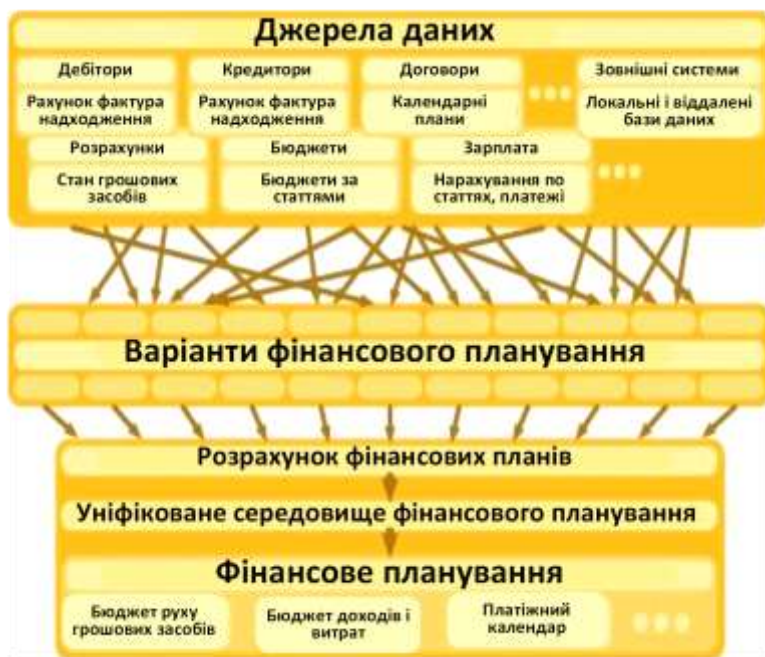 Джерела даних
Дебітори
Кредитори
Договори
Зовнішні системи
Рахунок фактура
надходження
Рахунок фактура
надходження
Календарні
плани
Локальні і віддалені
бази даних
Розрахунки
Бюджети
Зарплата
Стан грошових
засобів
Бюджети за
статтями
Нарахування по
статтях, платежі
Варіанти фінансового планування
Розрахунок фінансових планів
Уніфіковане середовище фінансового планування
Фінансове планування
Бюджет руху
грошових засобів
Бюджет доходів і
витрат
Платіжний
календар